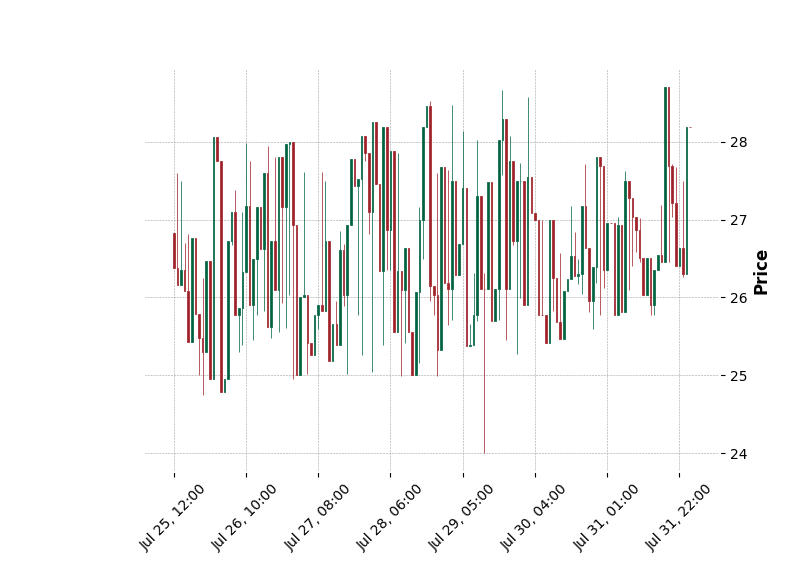 28
27
26
25
24
Price
Jul 25, 12:00
Jul 26, 10:00
Jul 27, 08:00
Jul 28, 06:00
Jul 29, 05:00
Jul 30, 04:00
Jul 31, 01:00
Jul 31, 22:00